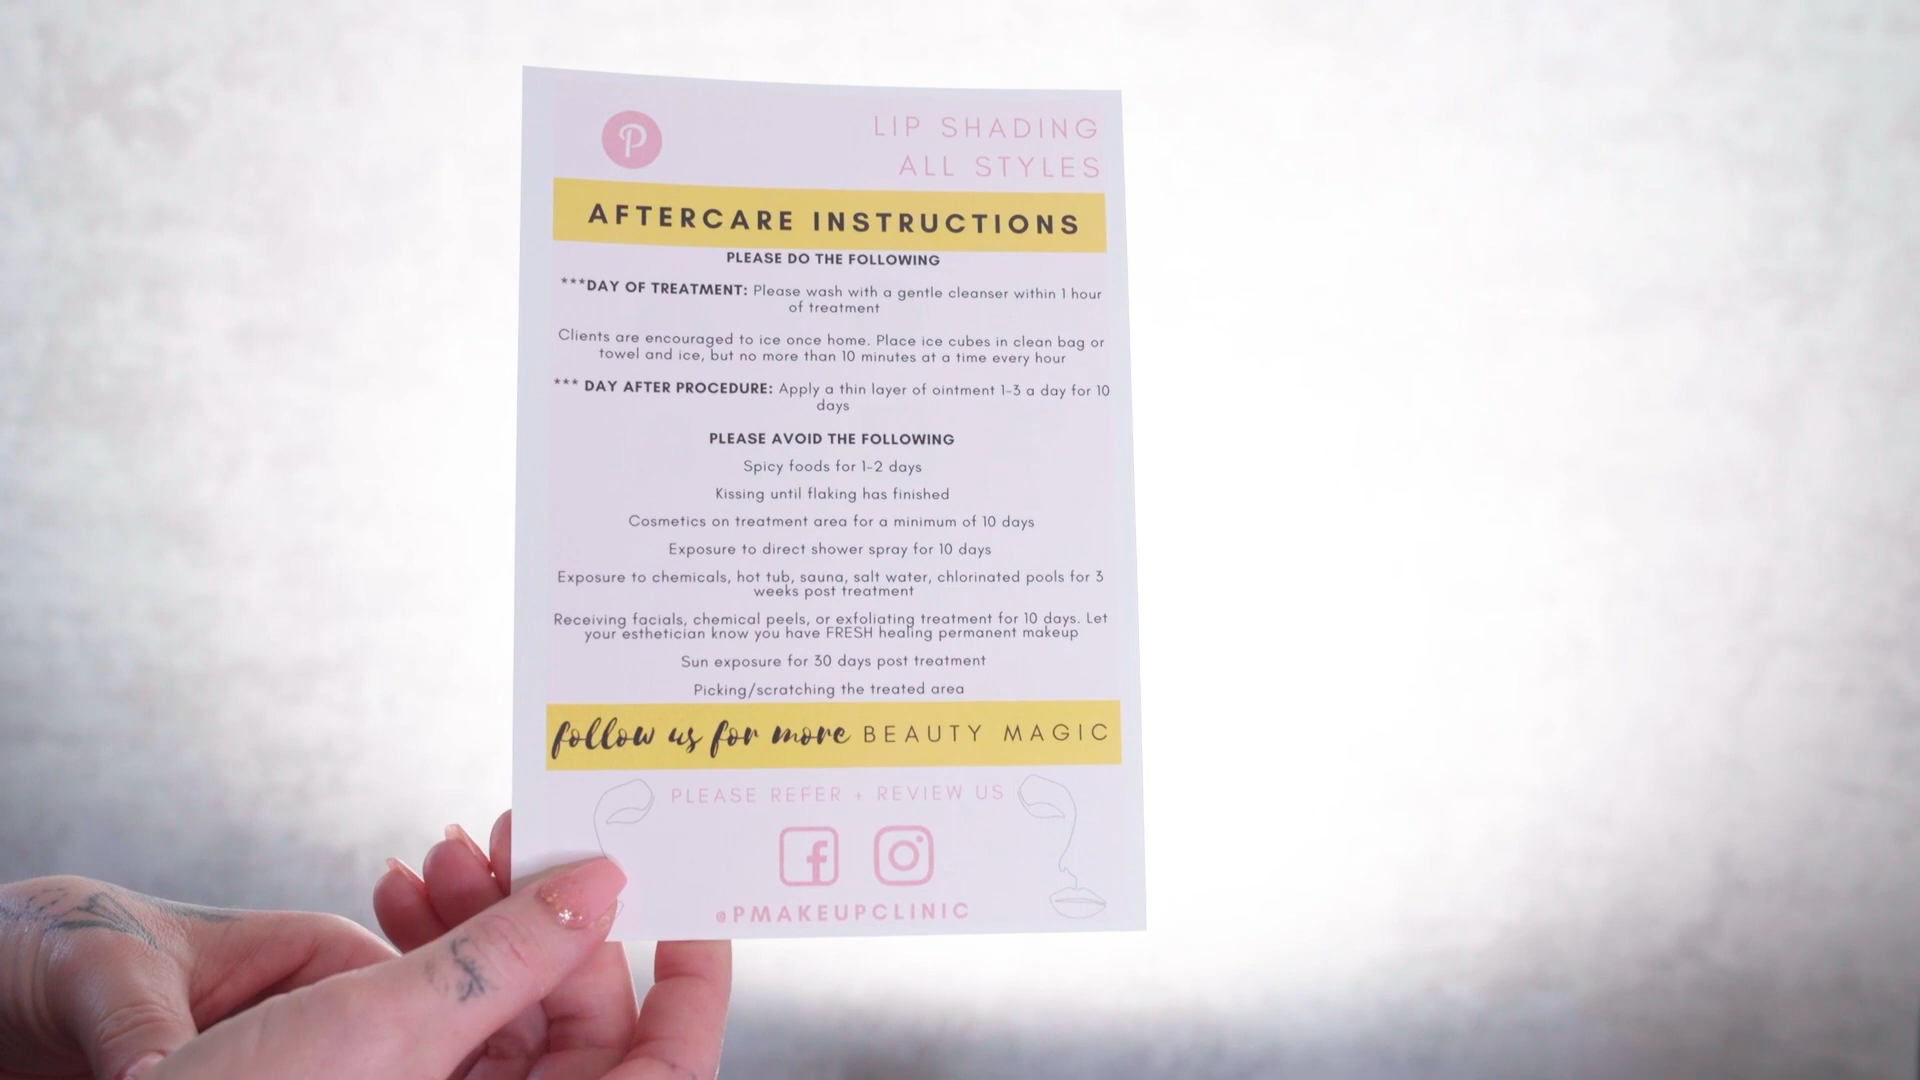 P
LIP SHADING
ALL STYLES
AFTERCARE INSTRUCTIONS
PLEASE DO THE FOLLOWING
***DAY OF TREATMENT: Please wash with a gentle cleanser within 1 hour
of treatment
Clients are encouraged to ice once home. Place ice cubes in clean bag or
towel and ice, but no more than 10 minutes at a time every hour
*** DAY AFTER PROCEDURE: Apply a thin layer of ointment 1-3 a day for 10
days
PLEASE AVOID THE FOLLOWING
Spicy foods for 1-2 days
Kissing until flaking has finished
Cosmetics on treatment area for a minimum of 10 days
Exposure to direct shower spray for 10 days
Exposure to chemicals, hot tub, sauna, salt water, chlorinated pools for 3
weeks post treatment
Receiving facials, chemical peels, or exfoliating treatment for 10 days. Let
your esthetician know you have FRESH healing permanent makeup
Sun exposure for 30 days post treatment
Picking/scratching the treated area
follow us for more BEAUTY MAGIC
PLEASE REFER + REVIEW US
@PMAKEUPCLINIC